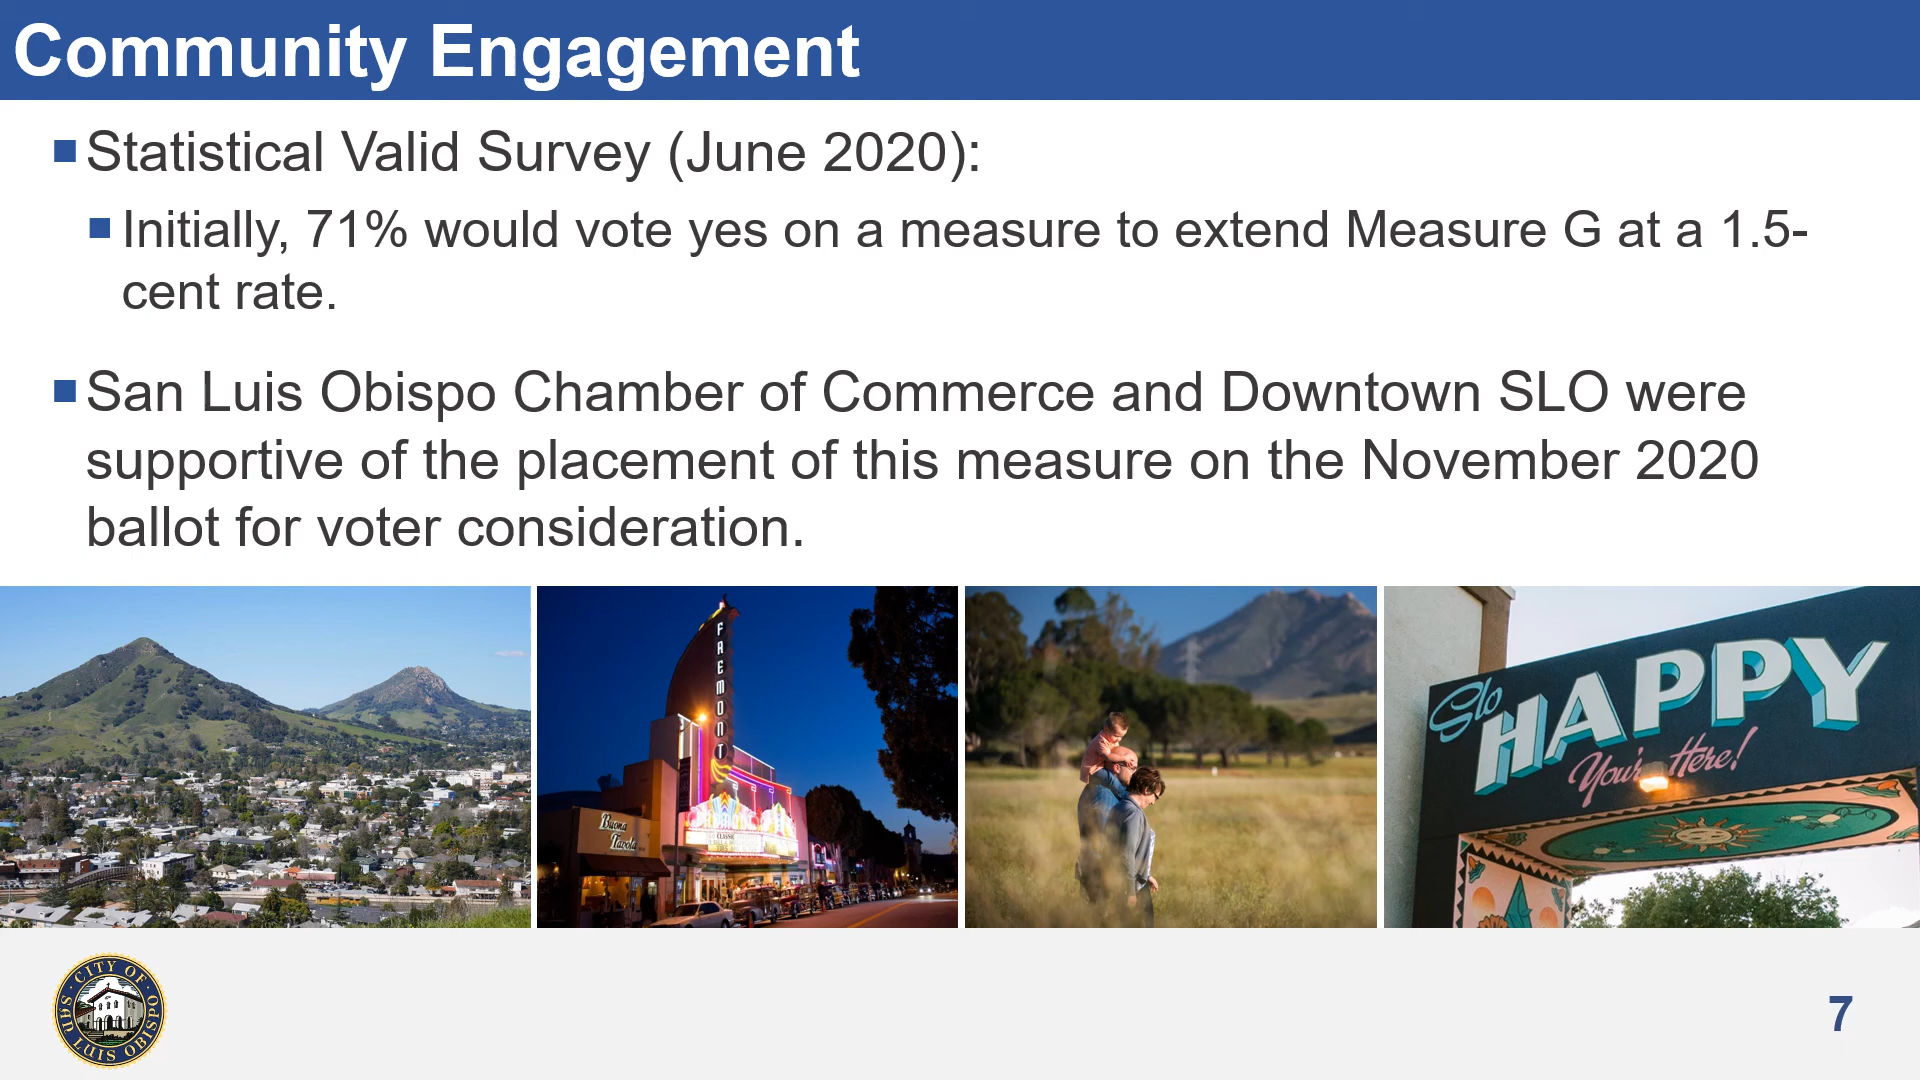 Community Engagement
Statistical Valid Survey (June 2020):
Initially, 71% would vote yes on a measure to extend Measure G at a 1.5-
cent rate.
San Luis Obispo Chamber of Commerce and Downtown SLO were
supportive of the placement of this measure on the November 2020
ballot for voter consideration.
FREMONT
Buona
Tavola
CLASSIC
Slo
HAPPY
You're Here!
CITY OF
SAN LUIS OBISPO
7